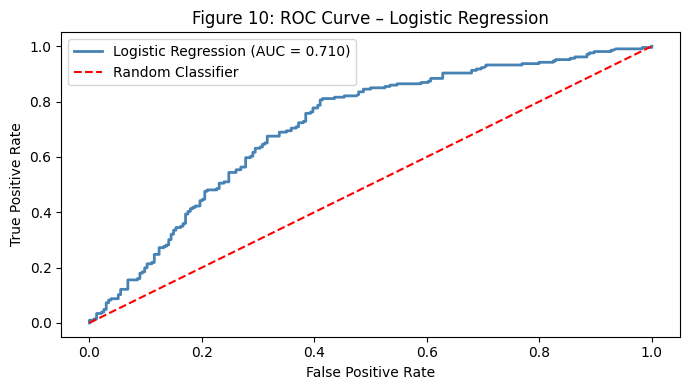 Figure 10: ROC Curve – Logistic Regression
Logistic Regression (AUC = 0.710)
Random Classifier
True Positive Rate
1.0
0.8
0.6
0.4
0.2
0.0
0.0 0.2 0.4 0.6 0.8 1.0
False Positive Rate